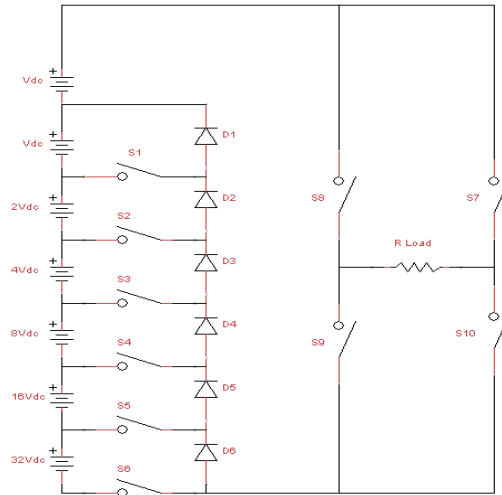 +
Vdc
+
Vdc
D1
S1
+
2Vdc
D2
S8
S7
S2
+
4Vdc
D3
R Load
S3
+
8Vdc
D4
S9
S10
S4
+
16Vdc
D5
S5
+
32Vdc
D6
S6